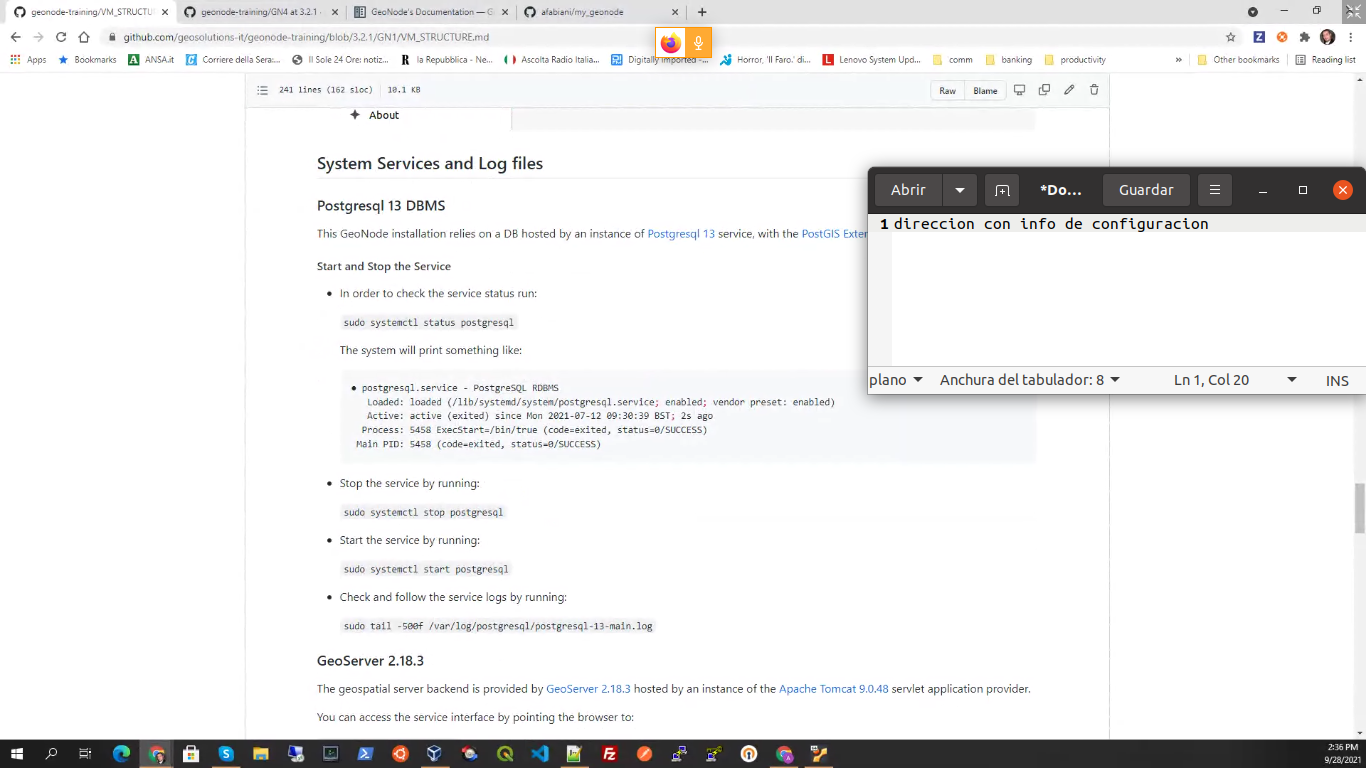 geonode-training/VM_STRUCTU
geonode-training/GN4 at 3.2.1 ·
GeoNode's Documentation — G
afabiani/my_geonode
github.com/geosolutions-it/geonode-training/blob/3.2.1/GN1/VM_STRUCTURE.md
Apps
Bookmarks
ANSA.it
Corriere della Sera:...
Il Sole 24 Ore: notiz...
la Repubblica - Ne...
Ascolta Radio Italia...
Digitally Imported -...
Horror, 'Il Faro.' di...
Lenovo System Upd...
comm
banking
productivity
»
Other bookmarks
Reading list
241 lines (162 sloc) 10.1 KB
Raw
Blame
About
System Services and Log files
Abrir
*Do...
Guardar
Postgresql 13 DBMS
1 direccion con info de configuracion
This GeoNode installation relies on a DB hosted by an instance of Postgresql 13 service, with the PostGIS Exter
Start and Stop the Service
• In order to check the service status run:
sudo systemctl status postgresql
The system will print something like:
plano
Anchura del tabulador: 8
Ln 1, Col 20
INS
● postgresql.service - PostgreSQL RDBMS
Loaded: loaded (/lib/systemd/system/postgresql.service; enabled; vendor preset: enabled)
Active: active (exited) since Mon 2021-07-12 09:30:39 BST; 2s ago
Process: 5458 ExecStart=/bin/true (code=exited, status=0/SUCCESS)
Main PID: 5458 (code=exited, status=0/SUCCESS)
• Stop the service by running:
sudo systemctl stop postgresql
• Start the service by running:
sudo systemctl start postgresql
• Check and follow the service logs by running:
sudo tail -500f /var/log/postgresql/postgresql-13-main.log
GeoServer 2.18.3
The geospatial server backend is provided by GeoServer 2.18.3 hosted by an instance of the Apache Tomcat 9.0.48 servlet application provider.
You can access the service interface by pointing the browser to:
2:36 PM
9/28/2021